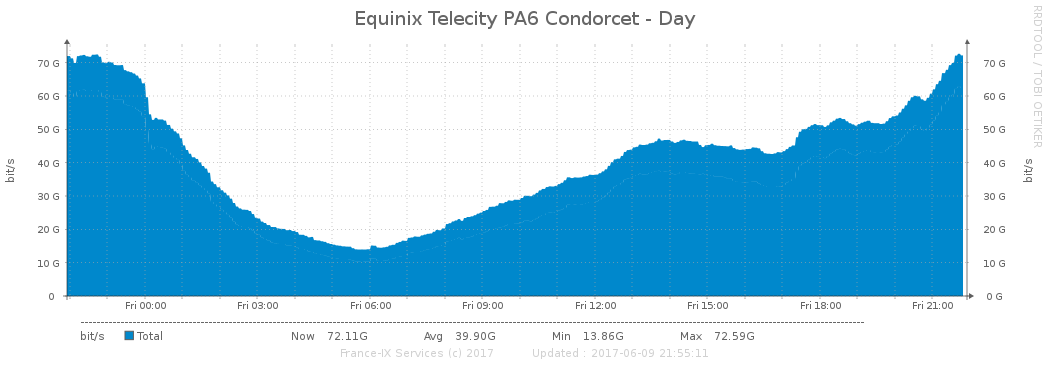 Equinix Telecity PA6 Condorcet - Day
RRDTOOL / TOBI OETIKER
bit/s
70 G 70 G
60 G 60 G
50 G 50 G
40 G 40 G
30 G 30 G
20 G 20 G
10 G 10 G
0 0 G
bit/s
Fri 00:00 Fri 03:00 Fri 06:00 Fri 09:00 Fri 12:00 Fri 15:00 Fri 18:00 Fri 21:00
bit/s Total Now 72.11G Avg 39.90G Min 13.86G Max 72.59G
France-IX Services (c) 2017 Updated : 2017-06-09 21:55:11